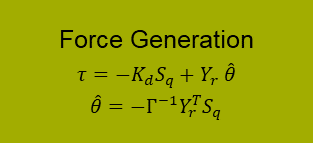 Force Generation
τ = −K_d S_q + Y_r θ̂
θ̂ = −Γ⁻¹ Y_r^T S_q